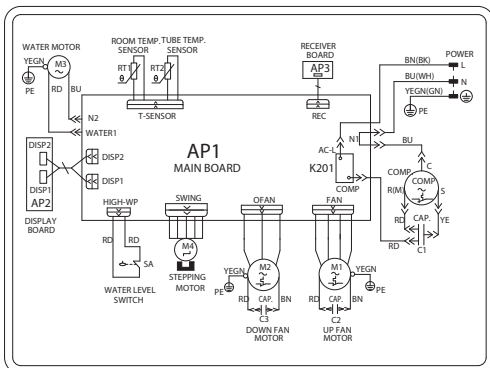 ROOM TEMP. TUBE TEMP.
SENSOR SENSOR
RT1 RT2
θ θ
T-SENSOR
WATER MOTOR
YEGN
M3
PE
RD BU
N2
WATER1
RECEIVER
BOARD
AP3
REC
BN(BK) POWER
L
BU(WH)
N
YEGN(GN)
PE
DISP2
DISP1
AP2
DISPLAY
BOARD
DISP2
DISP1
AP1
MAIN BOARD
AC-L
N1
K201
COMP
BU
C
COMP.
COMP
R(M) S
RD YE
CAP.
RD
C1
HIGH-WP
RD RD
SA
WATER LEVEL
SWITCH
SWING
M4
STEPPING
MOTOR
OFAN
YEGN
M2
PE
RD CAP. BN
C3
DOWN FAN
MOTOR
FAN
M1
YEGN
PE
RD CAP. BN
C2
UP FAN
MOTOR